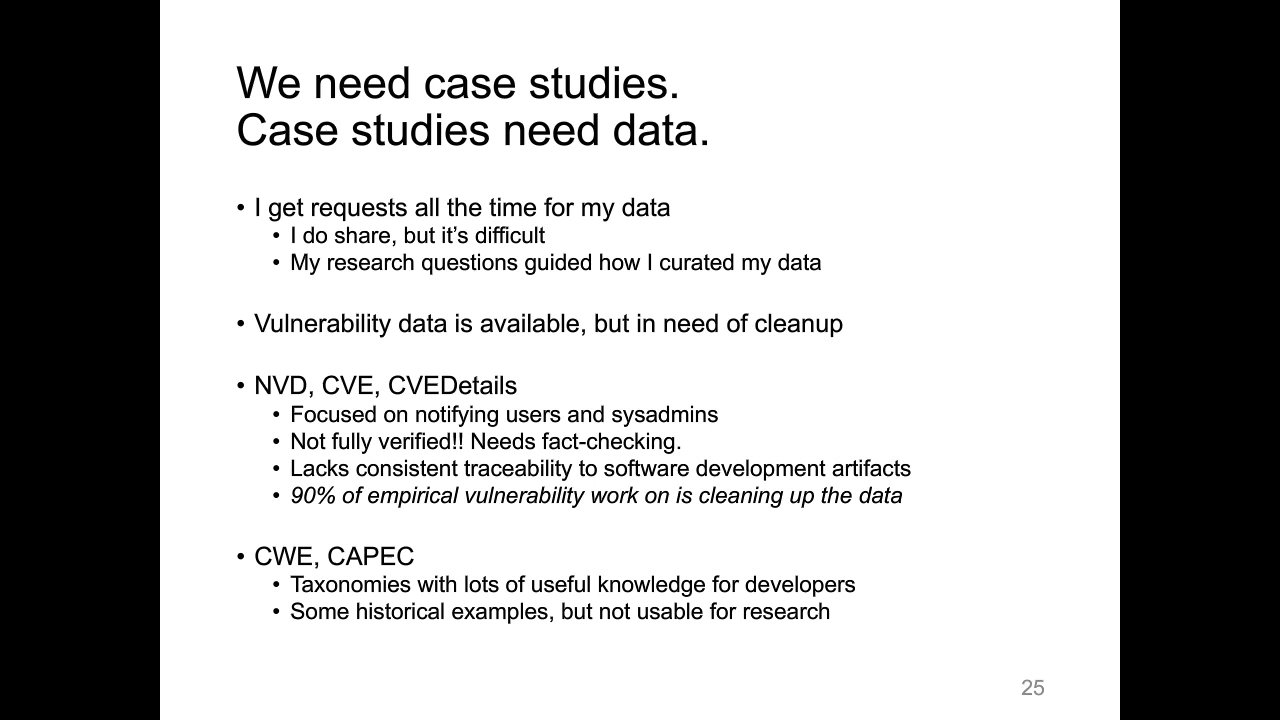 We need case studies.
Case studies need data.
• I get requests all the time for my data
• I do share, but it’s difficult
• My research questions guided how I curated my data
• Vulnerability data is available, but in need of cleanup
• NVD, CVE, CVEDetails
• Focused on notifying users and sysadmins
• Not fully verified!! Needs fact-checking.
• Lacks consistent traceability to software development artifacts
• 90% of empirical vulnerability work on is cleaning up the data
• CWE, CAPEC
• Taxonomies with lots of useful knowledge for developers
• Some historical examples, but not usable for research
25